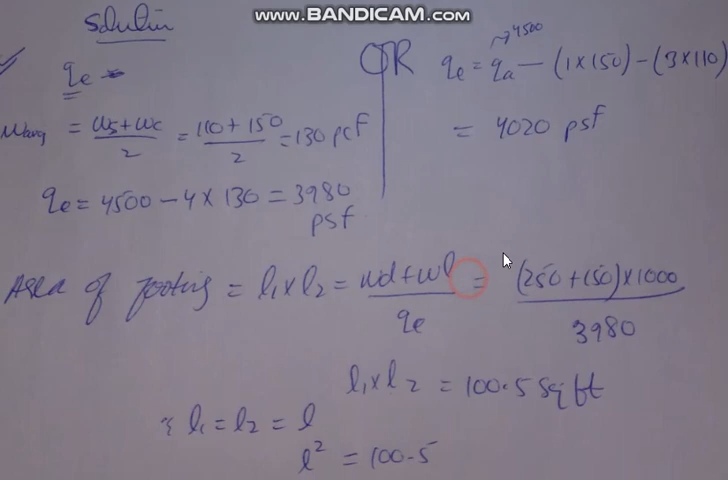 www.BANDICAM.com
Solution
qe
OR qe = qa → 4500 – (1 x 150) – (3 x 110)
= 4020 psf
Wavg = ws + wc / 2 = 110 + 150 / 2 = 130 pcf
qe = 4500 – 4 x 130 = 3980
psf
Area of footing = l1 x l2 = wd + wl / qe = (250 + 150) x 1000 / 3980
l1 x l2 = 100.5 sq ft
l1 = l2 = l
l² = 100.5